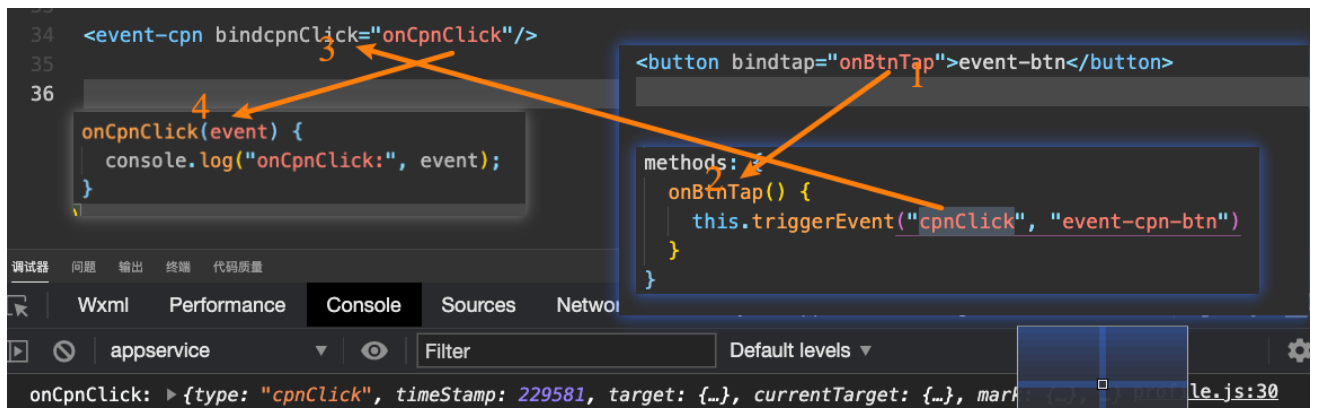 34 <event-cpn bindcpnClick="onCpnClick"/>
3
35
36
4
onCpnClick(event) {
console.log("onCpnClick:", event);
}
<button bindtap="onBtnTap">event-btn</button>
1
methods: {
2
onBtnTap() {
this.triggerEvent("cpnClick", "event-cpn-btn")
}
}
调试器 问题 输出 终端 代码质量
Wxml Performance Console Sources
appservice Filter Default levels
onCpnClick: {type: "cpnClick", timeStamp: 229581, target: {…}, currentTarget: {…}, mark: {…}, …} profile.js:30